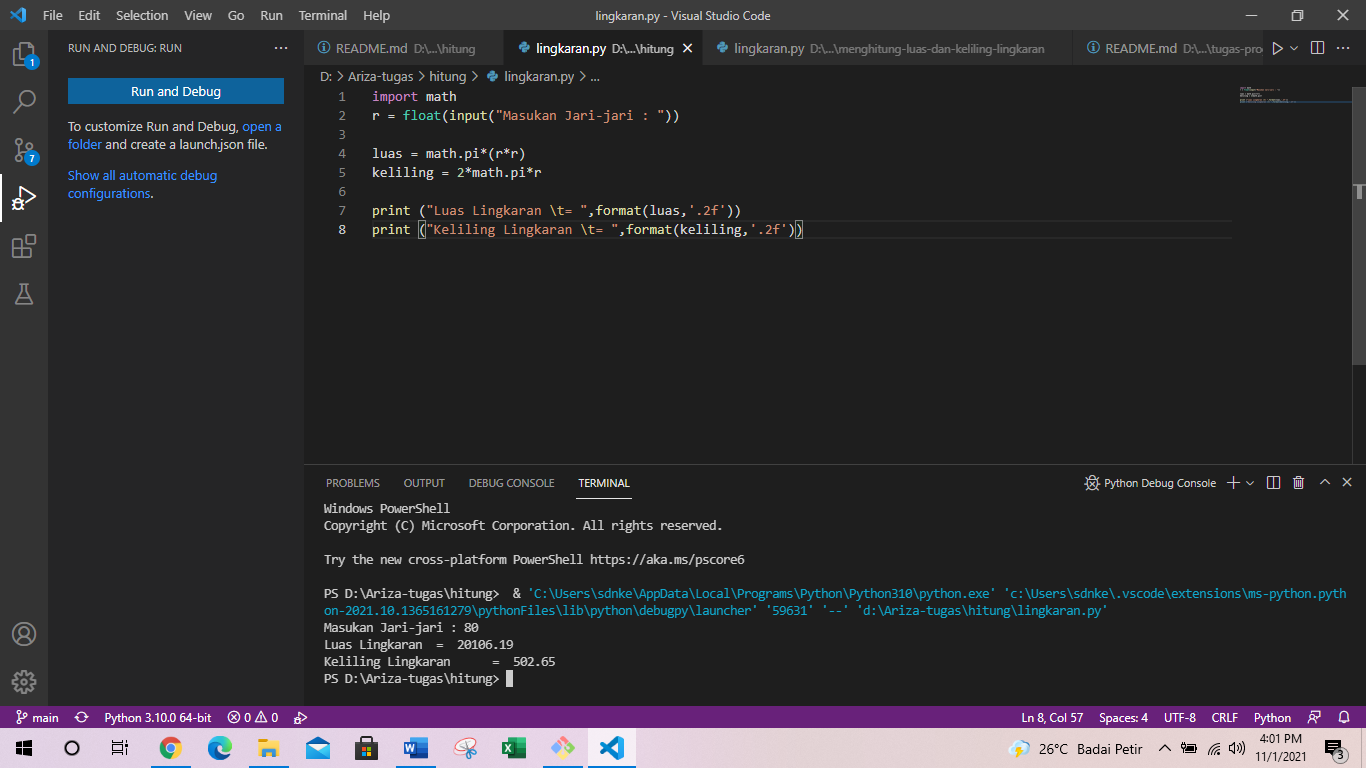 File Edit Selection View Go Run Terminal Help lingkaran.py - Visual Studio Code
RUN AND DEBUG: RUN ...
README.md D:\...\hitung lingkaran.py D:\...\hitung lingkaran.py D:\...\menghitung-luas-dan-keliling-lingkaran README.md D:\...\tugas-pro
D: > Ariza-tugas > hitung > lingkaran.py > ...
1
7
Run and Debug
To customize Run and Debug, open a
folder and create a launch.json file.
Show all automatic debug
configurations.
1 import math
2 r = float(input("Masukan Jari-jari : "))
3
4 luas = math.pi*(r*r)
5 keliling = 2*math.pi*r
6
7 print ("Luas Lingkaran \t= ",format(luas,'.2f'))
8 print ("Keliling Lingkaran \t= ",format(keliling,'.2f'))
PROBLEMS OUTPUT DEBUG CONSOLE TERMINAL Python Debug Console
Windows PowerShell
Copyright (C) Microsoft Corporation. All rights reserved.
Try the new cross-platform PowerShell https://aka.ms/pscore6
PS D:\Ariza-tugas\hitung> & 'C:\Users\sdnke\AppData\Local\Programs\Python\Python310\python.exe' 'c:\Users\sdnke\.vscode\extensions\ms-python.pyth
on-2021.10.1365161279\pythonFiles\lib\python\debugpy\launcher' '59631' '--' 'd:\Ariza-tugas\hitung\lingkaran.py'
Masukan Jari-jari : 80
Luas Lingkaran = 20106.19
Keliling Lingkaran = 502.65
PS D:\Ariza-tugas\hitung>
main Python 3.10.0 64-bit 0 0 Ln 8, Col 57 Spaces: 4 UTF-8 CRLF Python
26°C Badai Petir
4:01 PM
11/1/2021
3